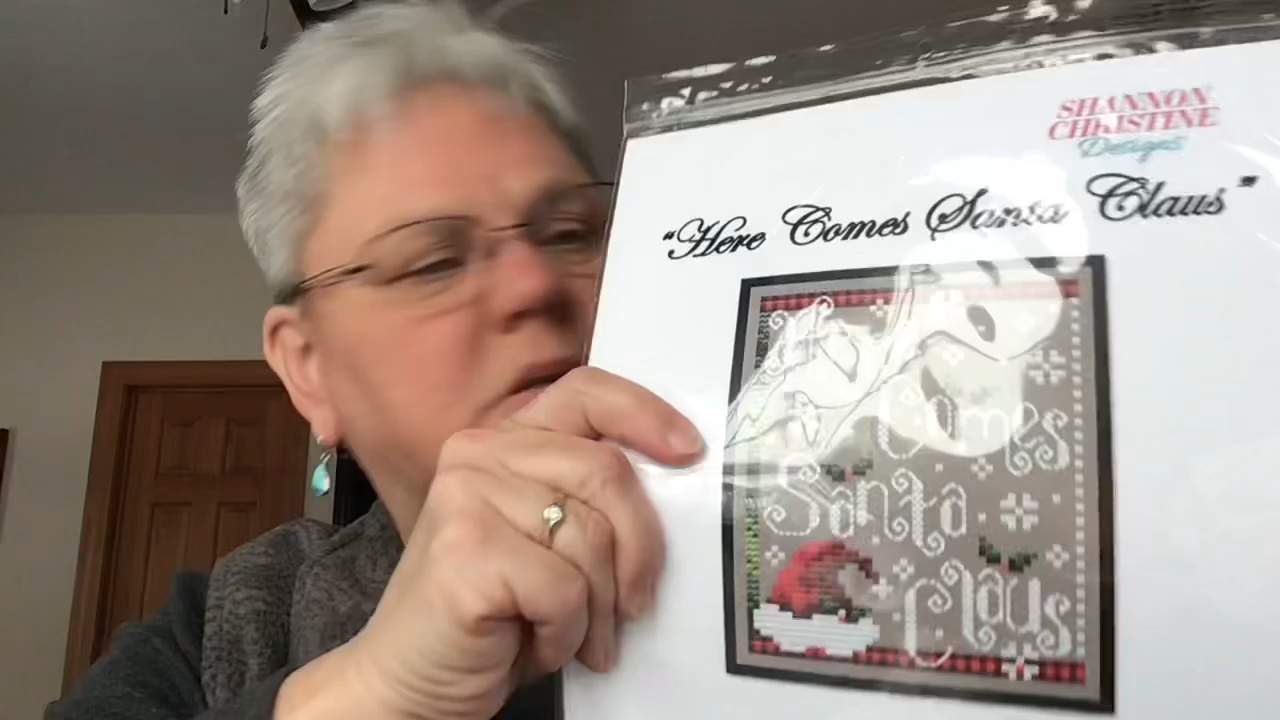 SHANNON
CHRISTINE
Designs
"Here Comes Santa Claus"
Comes
Santa
Claus